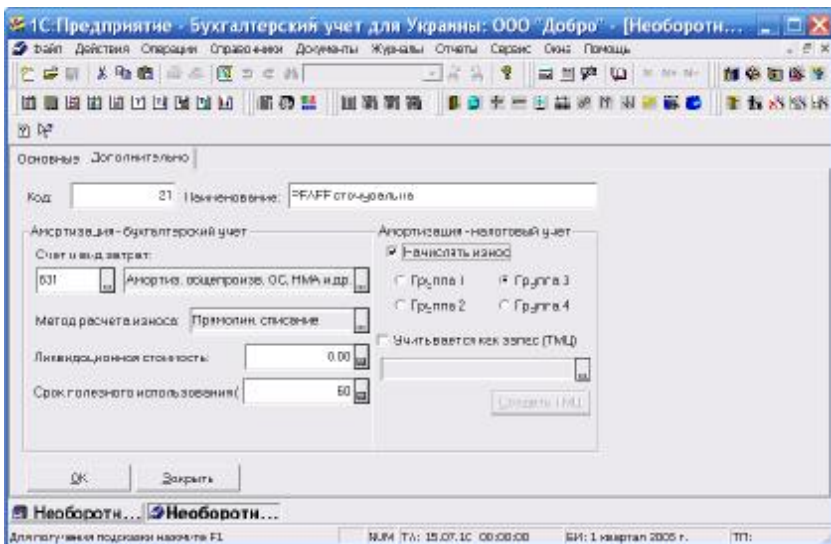 1С:Предприятие - Бухгалтерский учет для Украины: ООО "Добро" - [Необоротн...
Файл Действия Операции Справочники Документы Журналы Отчеты Сервис Окна Помощь
Основные Дополнительно
Код: 21 Наименование: PFAFF
Амортизация - бухгалтерский учет
Амортизация - налоговый учет
Счет и вид затрат:
Начислять износ
Амортиз. общепроизв. ОС, НМА и др.
Группа 1 Группа 3
Группа 2 Группа 4
Метод расчета износа: Прямолин. списание
Учитывается как запас (ТМЦ)
Ликвидационная стоимость: 0.00
Срок полезного использования( 60
Создать ТМЦ
OK Закрыть
Необоротн... Необоротн...
Для получения подсказки нажмите F1 NUM ТА: 15.07.10 00:00:00 БИ: 1 квартал 2006 г. ТП: